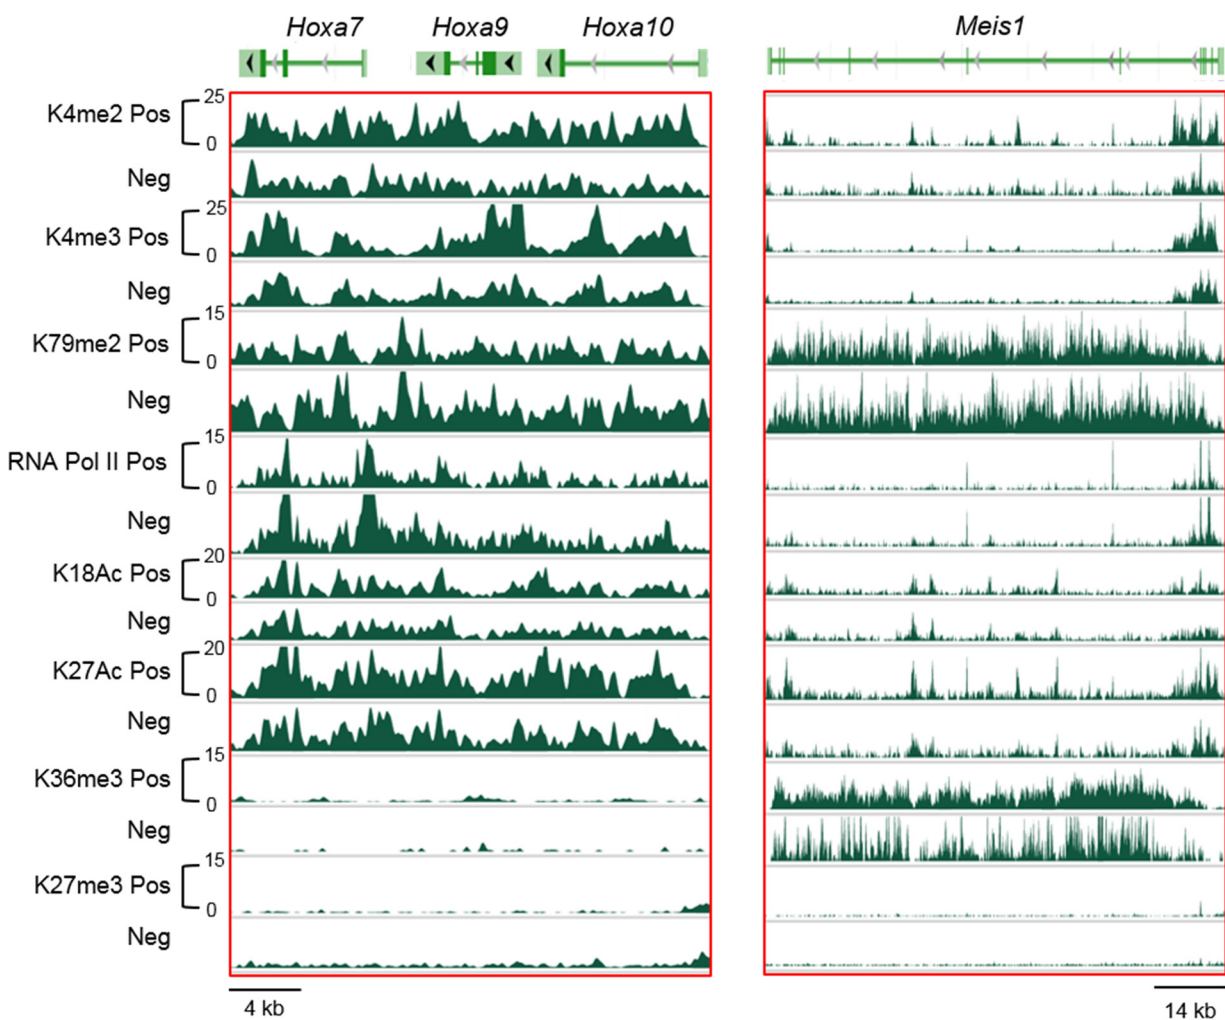 Hoxa7 Hoxa9 Hoxa10 Meis1
K4me2 Pos 25 0
Neg
K4me3 Pos 25 0
Neg
K79me2 Pos 15 0
Neg
RNA Pol II Pos 15 0
Neg
K18Ac Pos 20 0
Neg
K27Ac Pos 20 0
Neg
K36me3 Pos 15 0
Neg
K27me3 Pos 15 0
Neg
4 kb 14 kb